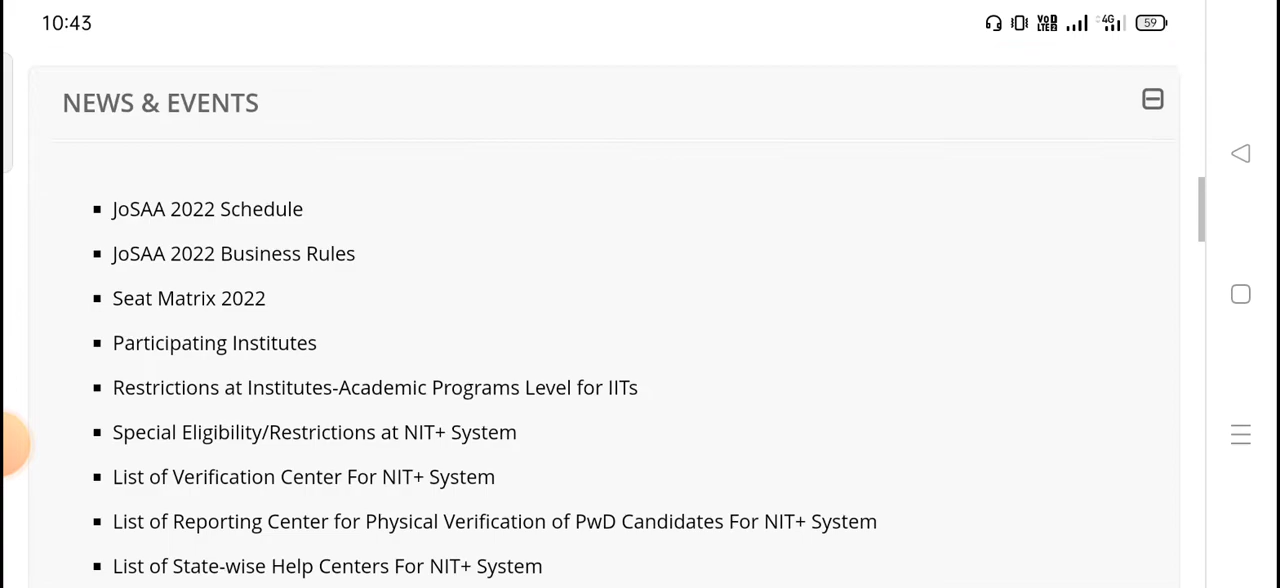 10:43
VoD LTE2 4G 59
NEWS & EVENTS
JoSAA 2022 Schedule
JoSAA 2022 Business Rules
Seat Matrix 2022
Participating Institutes
Restrictions at Institutes-Academic Programs Level for IITs
Special Eligibility/Restrictions at NIT+ System
List of Verification Center For NIT+ System
List of Reporting Center for Physical Verification of PwD Candidates For NIT+ System
List of State-wise Help Centers For NIT+ System